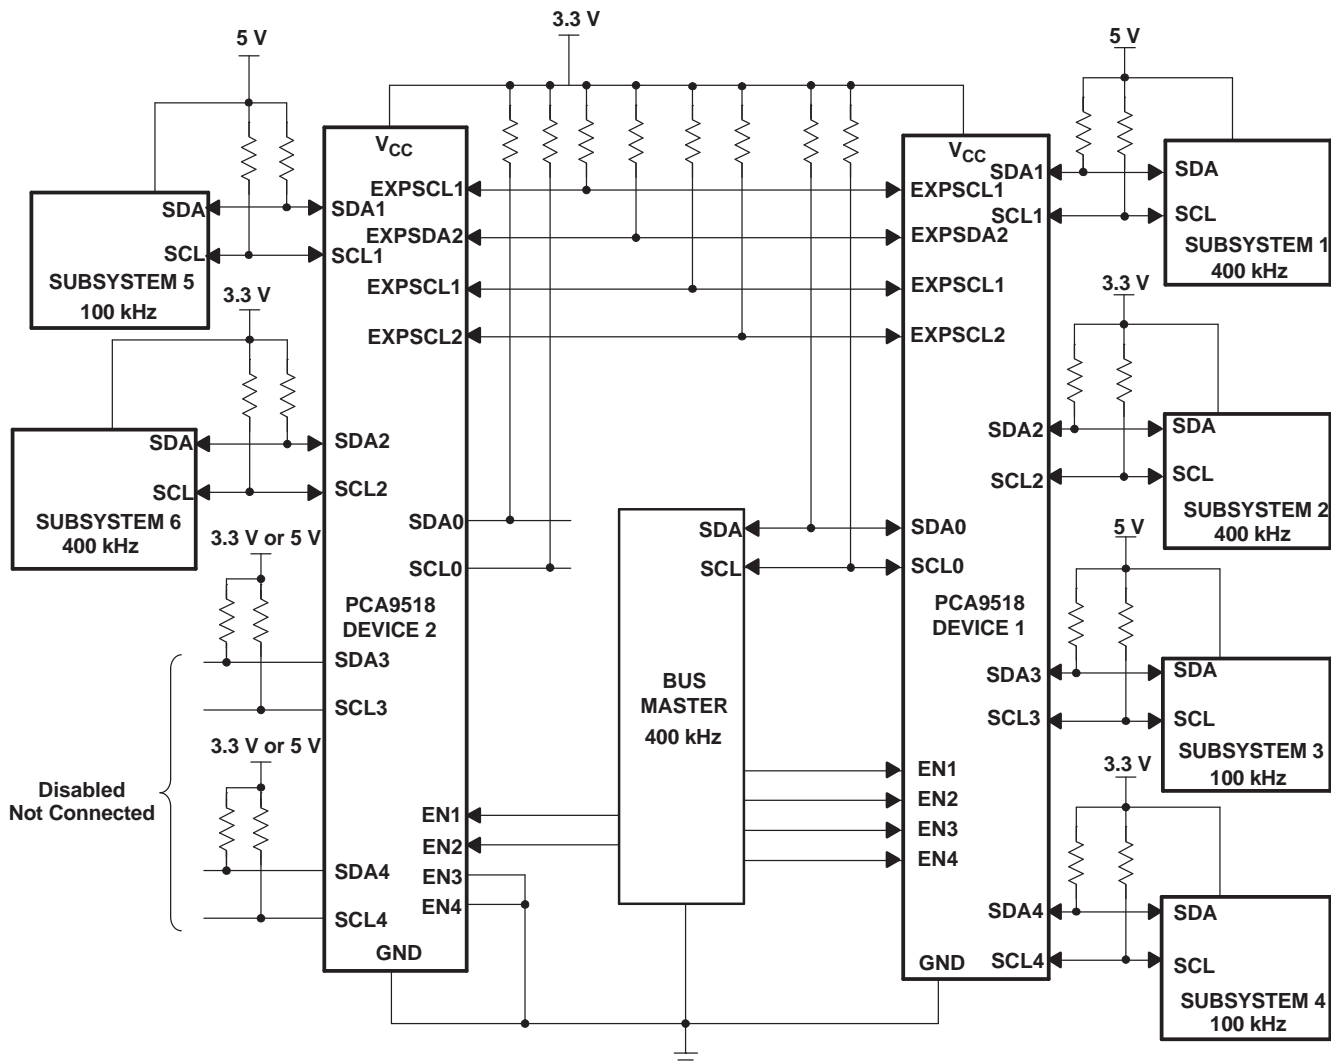 3.3 V
5 V
5 V
VCC
VCC
EXPSCL1
EXPSDA2
EXPSCL1
EXPSCL2
EXPSCL1
EXPSDA2
EXPSCL1
EXPSCL2
SDA
SCL
SUBSYSTEM 5
100 kHz
SDA1
SCL1
3.3 V
SDA
SCL
SUBSYSTEM 6
400 kHz
SDA2
SCL2
SDA0
SCL0
3.3 V or 5 V
PCA9518
DEVICE 2
SDA3
SCL3
3.3 V or 5 V
Disabled
Not Connected
SDA4
SCL4
EN1
EN2
EN3
EN4
GND
SDA
SCL
BUS
MASTER
400 kHz
SDA0
SCL0
PCA9518
DEVICE 1
EN1
EN2
EN3
EN4
GND
SDA1
SCL1
SDA
SCL
SUBSYSTEM 1
400 kHz
3.3 V
SDA2
SCL2
SDA
SCL
SUBSYSTEM 2
400 kHz
5 V
SDA3
SCL3
SDA
SCL
SUBSYSTEM 3
100 kHz
3.3 V
SDA4
SCL4
SDA
SCL
SUBSYSTEM 4
100 kHz